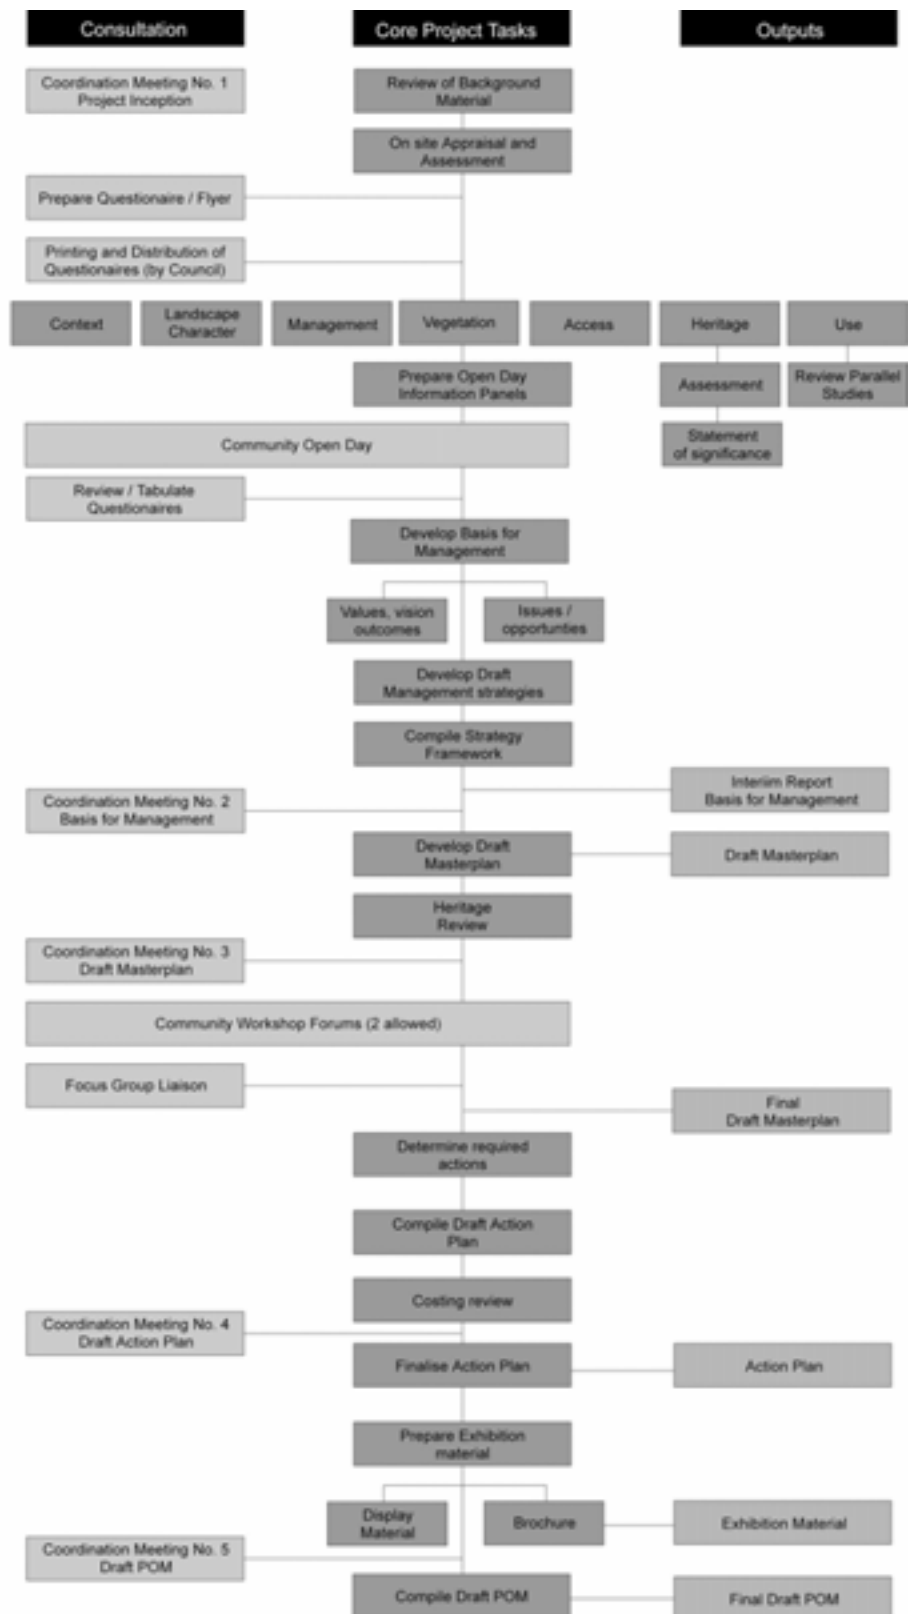 Consultation
Core Project Tasks
Outputs
Coordination Meeting No. 1
Project Inception
Review of Background
Material
On site Appraisal and
Assessment
Prepare Questionaire / Flyer
Printing and Distribution of
Questionaires (by Council)
Context
Landscape
Character
Management
Vegetation
Access
Heritage
Use
Prepare Open Day
Information Panels
Assessment
Review Parallel
Studies
Community Open Day
Statement
of significance
Review / Tabulate
Questionaires
Develop Basis for
Management
Values, vision
outcomes
Issues /
opportunties
Develop Draft
Management strategies
Compile Strategy
Framework
Interiim Report
Basis for Management
Coordination Meeting No. 2
Basis for Management
Develop Draft
Masterplan
Draft Masterplan
Heritage
Review
Coordination Meeting No. 3
Draft Masterplan
Community Workshop Forums (2 allowed)
Focus Group Liaison
Final
Draft Masterplan
Determine required
actions
Compile Draft Action
Plan
Costing review
Coordination Meeting No. 4
Draft Action Plan
Finalise Action Plan
Action Plan
Prepare Exhibition
material
Display
Material
Brochure
Exhibition Material
Coordination Meeting No. 5
Draft POM
Compile Draft POM
Final Draft POM